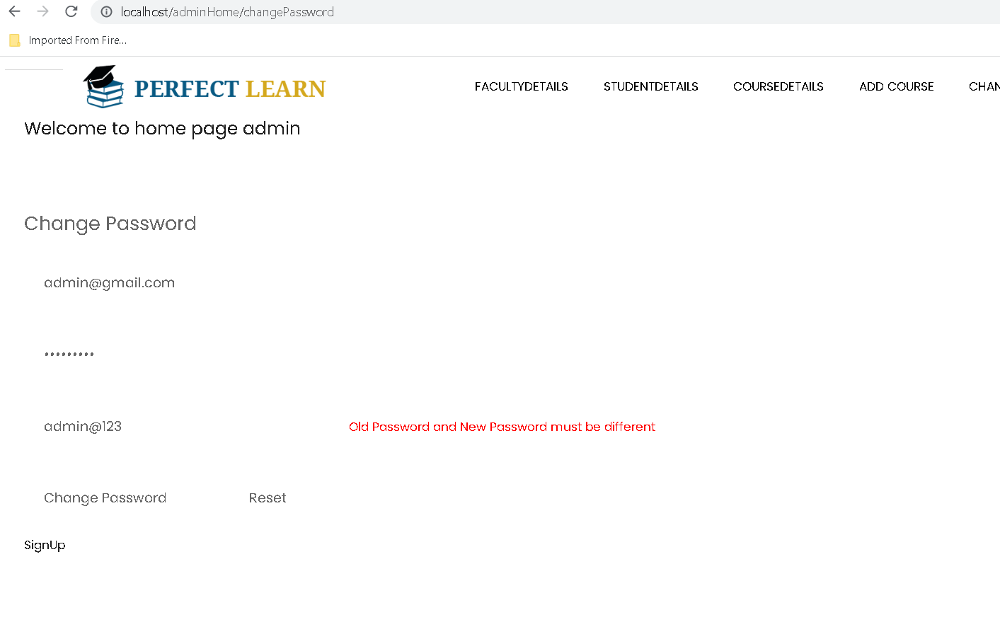 localhost/adminHome/changePassword
Imported From Fire...
PERFECT LEARN
FACULTYDETAILS STUDENTDETAILS COURSEDETAILS ADD COURSE CHAN
Welcome to home page admin
Change Password
admin@gmail.com
•••••••••
admin@123 Old Password and New Password must be different
Change Password Reset
SignUp